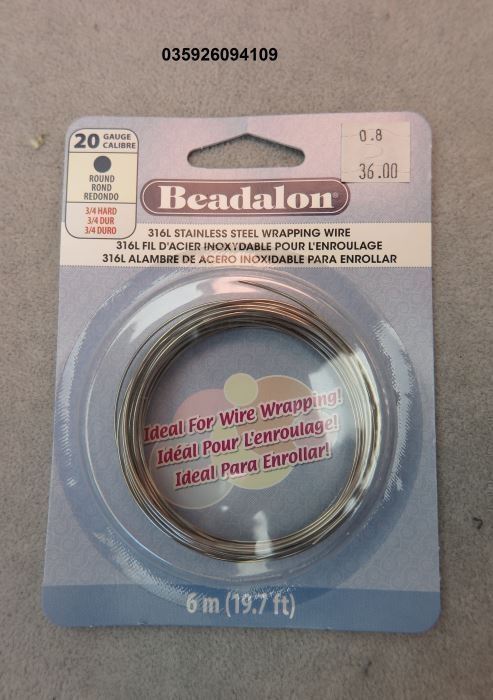 035926094109
20 GAUGE
CALIBRE
ROUND
ROND
REDONDO
3/4 HARD
3/4 DUR
3/4 DURO
0.8
36.00
Beadalon®
316L STAINLESS STEEL WRAPPING WIRE
316L FIL D'ACIER INOXYDABLE POUR L'ENROULAGE
316L ALAMBRE DE ACERO INOXIDABLE PARA ENROLLAR
Ideal For Wire Wrapping!
Idéal Pour L'enroulage!
Ideal Para Enrollar!
6 m (19.7 ft)